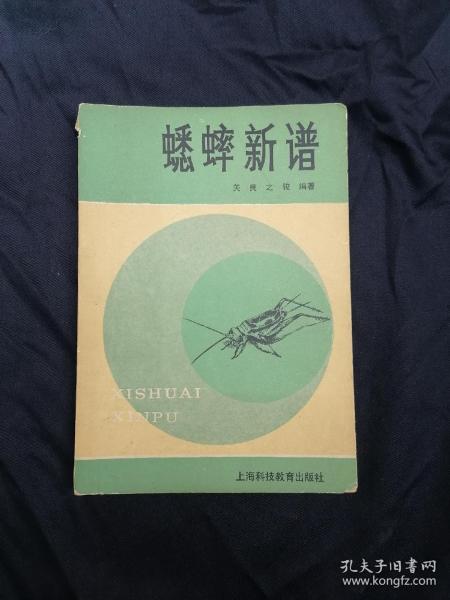 蟋蟀新谱
关良之骏 编著
XISHUAI
XINPU
上海科技教育出版社
孔夫子旧书网
www.kongfz.com